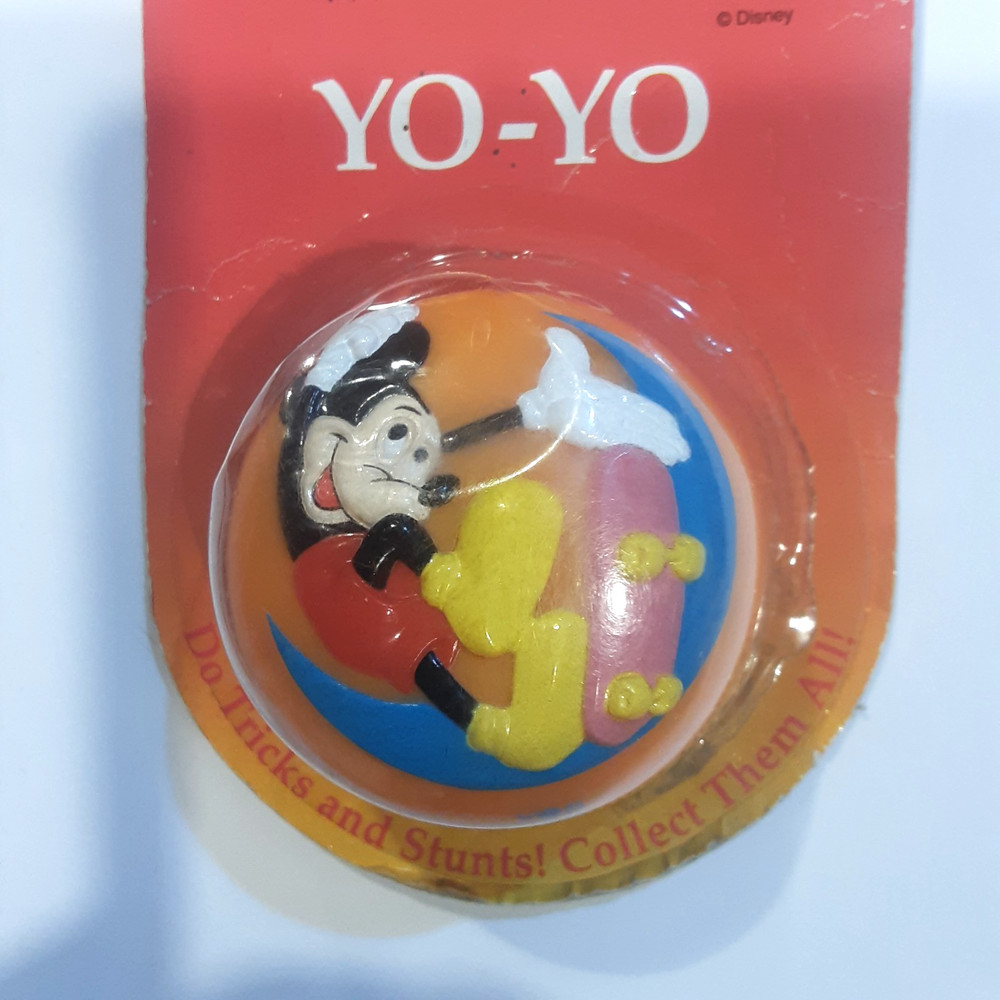 © Disney
YO-YO
Do Tricks and Stunts! Collect Them All!